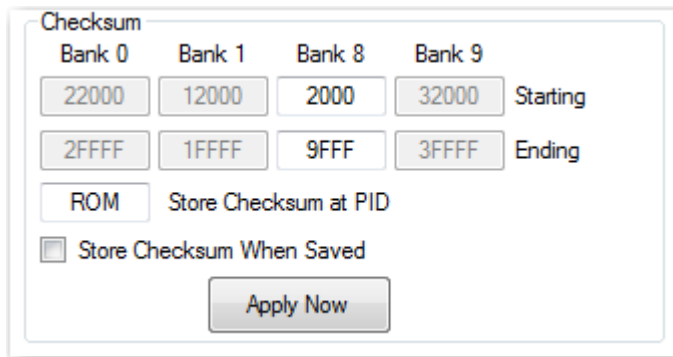 Checksum
Bank 0 Bank 1 Bank 8 Bank 9
22000 12000 2000 32000 Starting
2FFFF 1FFFF 9FFF 3FFFF Ending
ROM Store Checksum at PID
Store Checksum When Saved
Apply Now